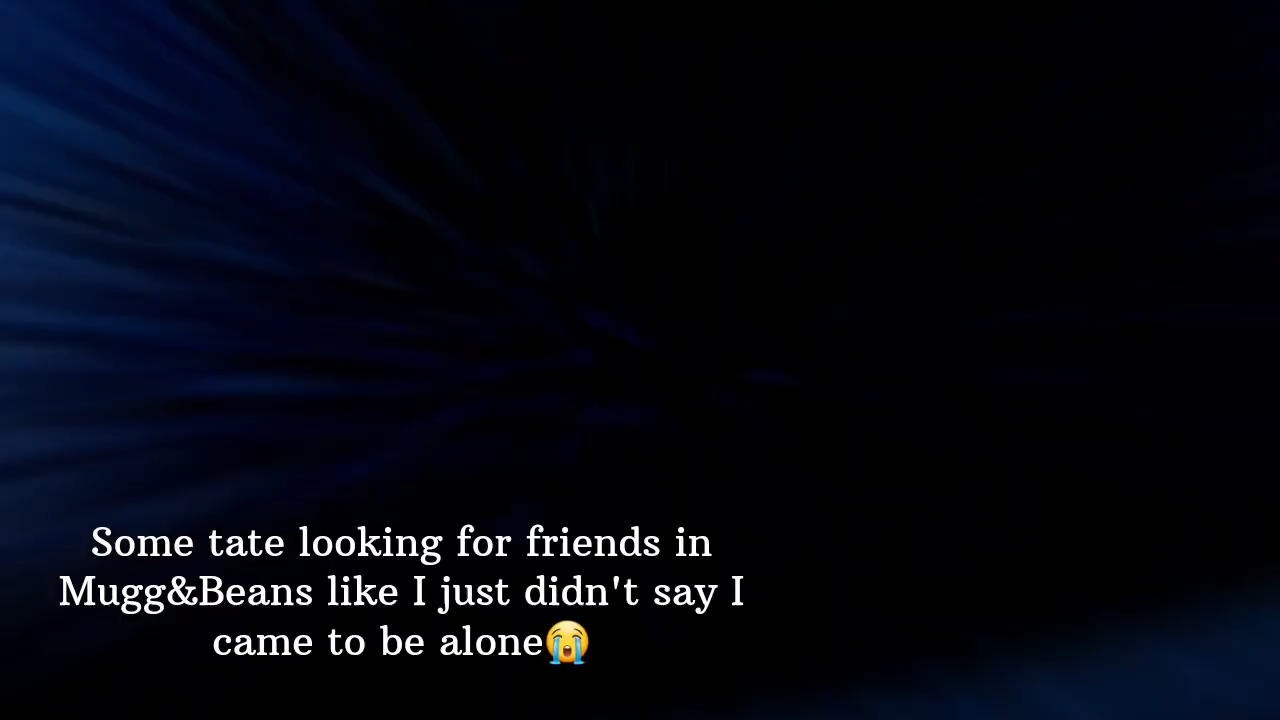 Some tate looking for friends in
Mugg&Beans like I just didn't say I
came to be alone😭